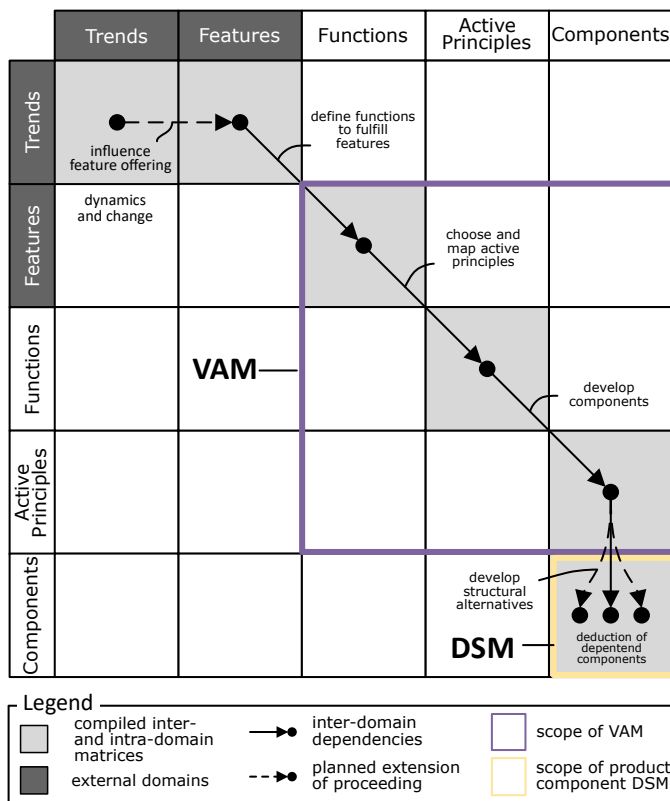 Trends
Features
Functions
Active
Principles
Components
Trends
influence
feature offering
define functions
to fulfill
features
Features
dynamics
and change
choose and
map active
principles
Functions
VAM
develop
components
Active
Principles
Components
develop
structural
alternatives
DSM
deduction of
depentend
components
Legend
compiled inter-
and intra-domain
matrices
inter-domain
dependencies
scope of VAM
external domains
planned extension
of proceeding
scope of product
component DSM